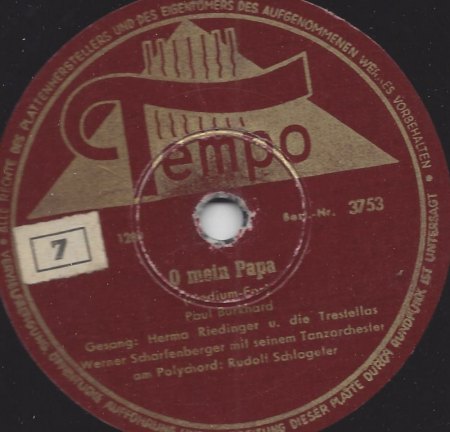 ALLE RECHTE DES PLATTENHERSTELLERS UND DES EIGENTÜMERS DES AUFGENOMMENEN WERKES VORBEHALTEN
Tempo
Best.-Nr. 3753
7
O mein Papa
Paul Burkhard
Gesang: Herma Riedinger u. die Trestellas
Werner Scharfenberger mit seinem Tanzorchester
am Polychord: Rudolf Schlageter
DIESER PLATTE DURCH RUNDFUNK IST UNTERSAGT